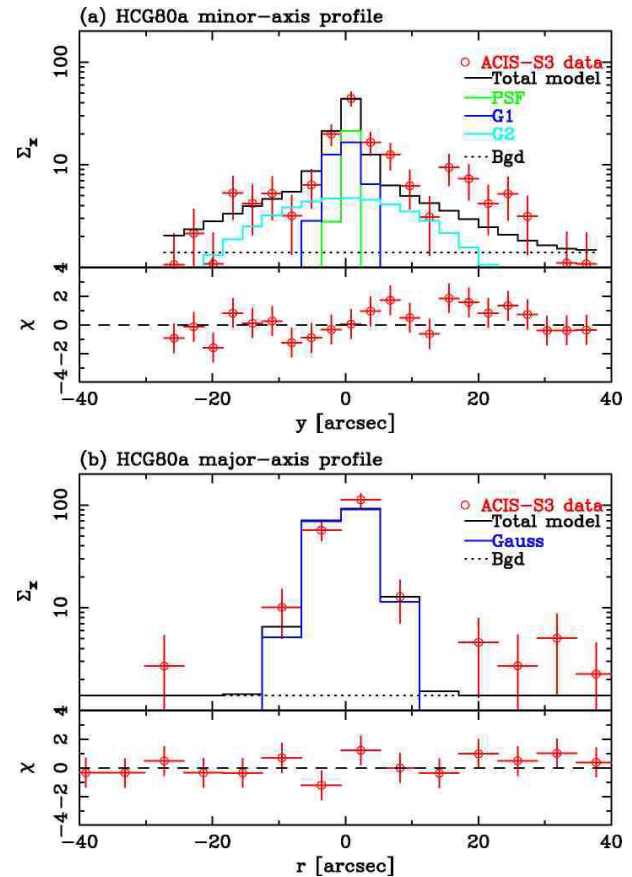 (a) HCG80a minor-axis profile
100
10
1
Σx
ACIS-S3 data
Total model
PSF
G1
G2
Bgd
2
0
-2
-4
χ
-40
-20
0
20
40
y [arcsec]
(b) HCG80a major-axis profile
100
10
1
Σx
ACIS-S3 data
Total model
Gauss
Bgd
2
0
-2
-4
χ
-40
-20
0
20
40
r [arcsec]